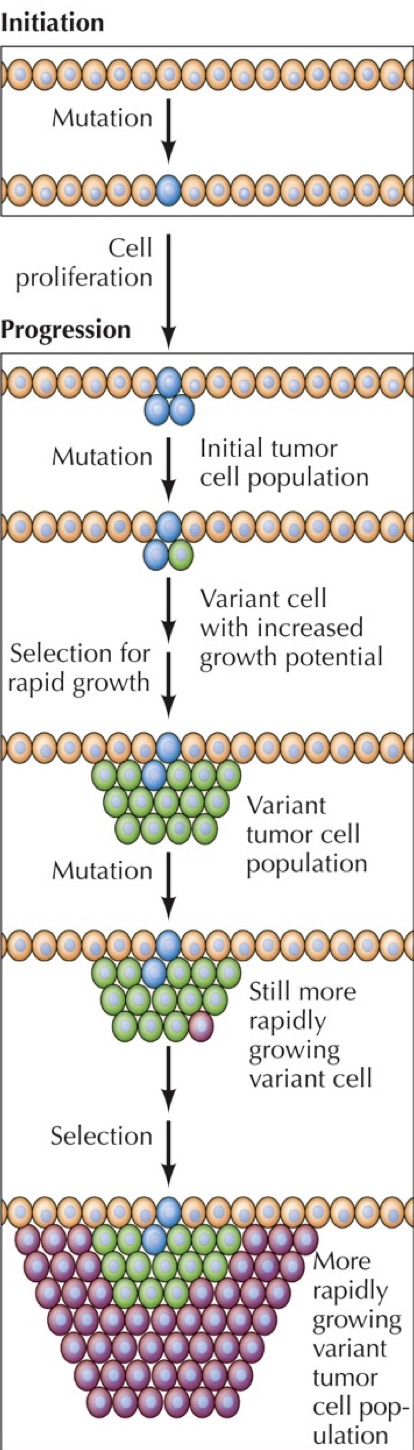 Initiation
Mutation
Cell
proliferation
Progression
Mutation
Initial tumor
cell population
Variant cell
with increased
growth potential
Selection for
rapid growth
Variant
tumor cell
population
Mutation
Still more
rapidly
growing
variant cell
Selection
More
rapidly
growing
variant
tumor
cell pop-
ulation